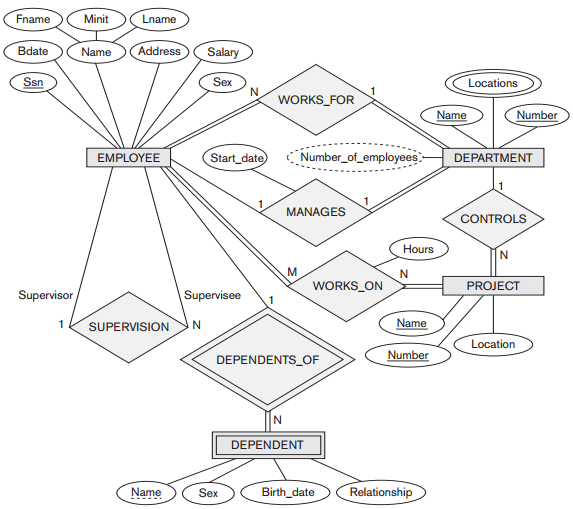 Fname
Minit
Lname
Bdate
Name
Address
Salary
Ssn
Sex
Locations
Name
Number
N
WORKS_FOR
1
EMPLOYEE
Start_date
Number_of_employees
DEPARTMENT
1
MANAGES
1
1
CONTROLS
N
Hours
M
WORKS_ON
N
PROJECT
Supervisor
Supervisee
1
SUPERVISION
N
1
Name
Number
Location
DEPENDENTS_OF
N
DEPENDENT
Name
Sex
Birth_date
Relationship